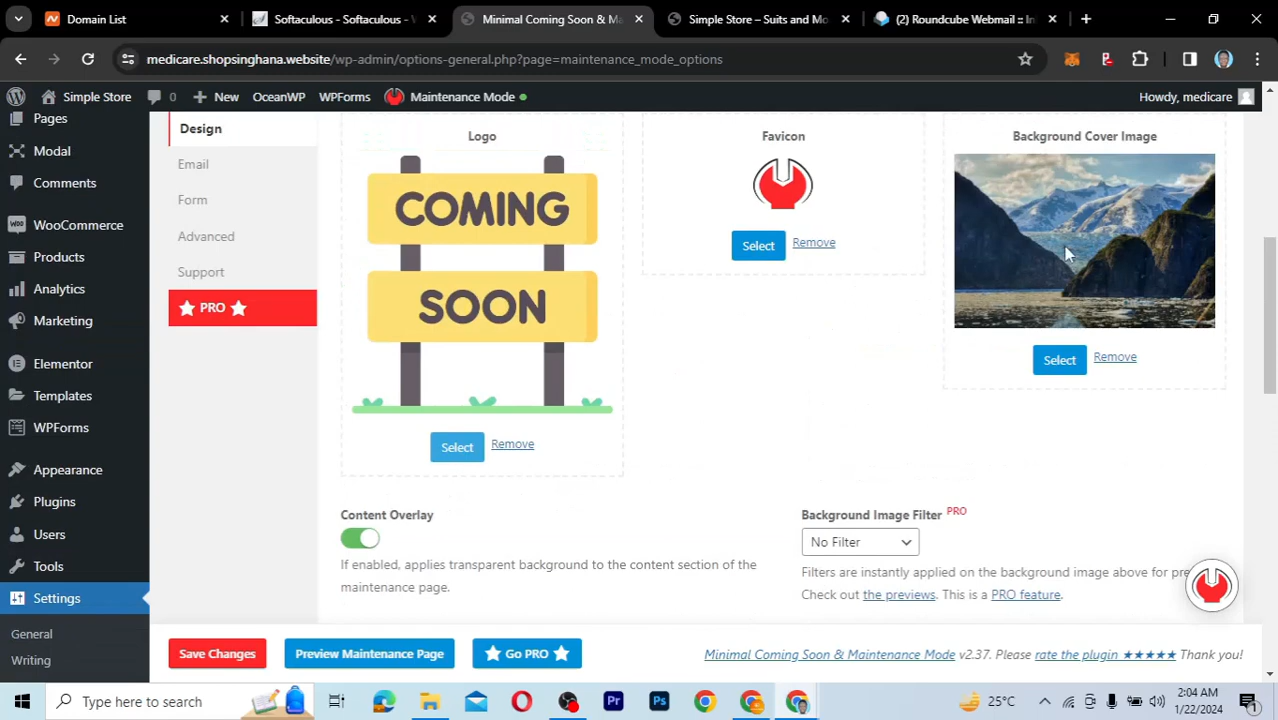 Domain List
Softaculous - Softaculous - 
Minimal Coming Soon & Ma
Simple Store – Suits and Mo
(2) Roundcube Webmail :: In
medicare.shopsinghana.website/wp-admin/options-general.php?page=maintenance_mode_options
Simple Store
0
New
OceanWP
WPForms
Maintenance Mode
Howdy, medicare
Pages
Modal
Comments
WooCommerce
Products
Analytics
Marketing
Elementor
Templates
WPForms
Appearance
Plugins
Users
Tools
Settings
General
Writing
Design
Email
Form
Advanced
Support
PRO
Logo
COMING
SOON
Select Remove
Favicon
Select Remove
Background Cover Image
Select Remove
Content Overlay
If enabled, applies transparent background to the content section of the
maintenance page.
Background Image Filter PRO
No Filter
Filters are instantly applied on the background image above for pre
Check out the previews. This is a PRO feature.
Save Changes
Preview Maintenance Page
Go PRO
Minimal Coming Soon & Maintenance Mode v2.37. Please rate the plugin ★★★★★ Thank you!
Type here to search
25°C
2:04 AM
1/22/2024